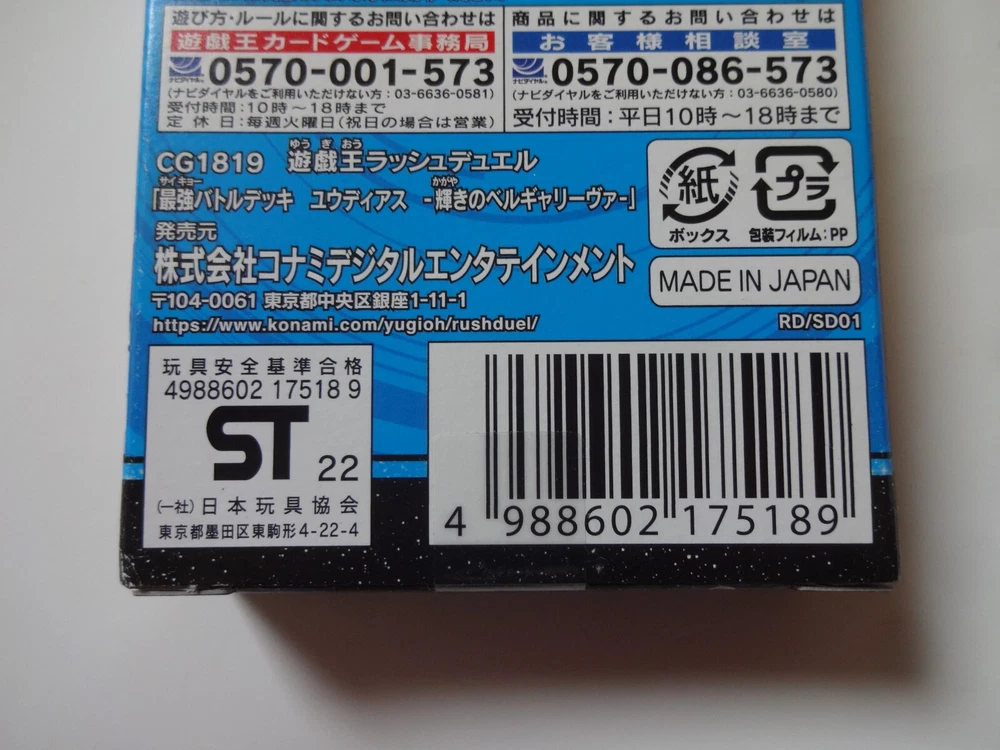 遊び方・ルールに関するお問い合わせは
遊戯王カードゲーム事務局
ナビダイヤル
0570-001-573
(ナビダイヤルをご利用いただけない方：03-6636-0581)
受付時間：10時～18時まで
定休日：毎週火曜日(祝日の場合は営業)
商品に関するお問い合わせは
お客様相談室
ナビダイヤル
0570-086-573
(ナビダイヤルをご利用いただけない方：03-6636-0580)
受付時間：平日10時～18時まで
ゆうぎおう
CG1819 遊戯王ラッシュデュエル
サイキョー かがや
「最強バトルデッキ ユウディアス -輝きのベルギャリーヴァ-」
発売元
株式会社コナミデジタルエンタテインメント
〒104-0061 東京都中央区銀座1-11-1
https://www.konami.com/yugioh/rushduel/
紙
ボックス
プラ
包装フィルム：PP
MADE IN JAPAN
RD/SD01
玩具安全基準合格
4988602 17518 9
ST 22
(一社)日本玩具協会
東京都墨田区東駒形4-22-4
4 988602 175189